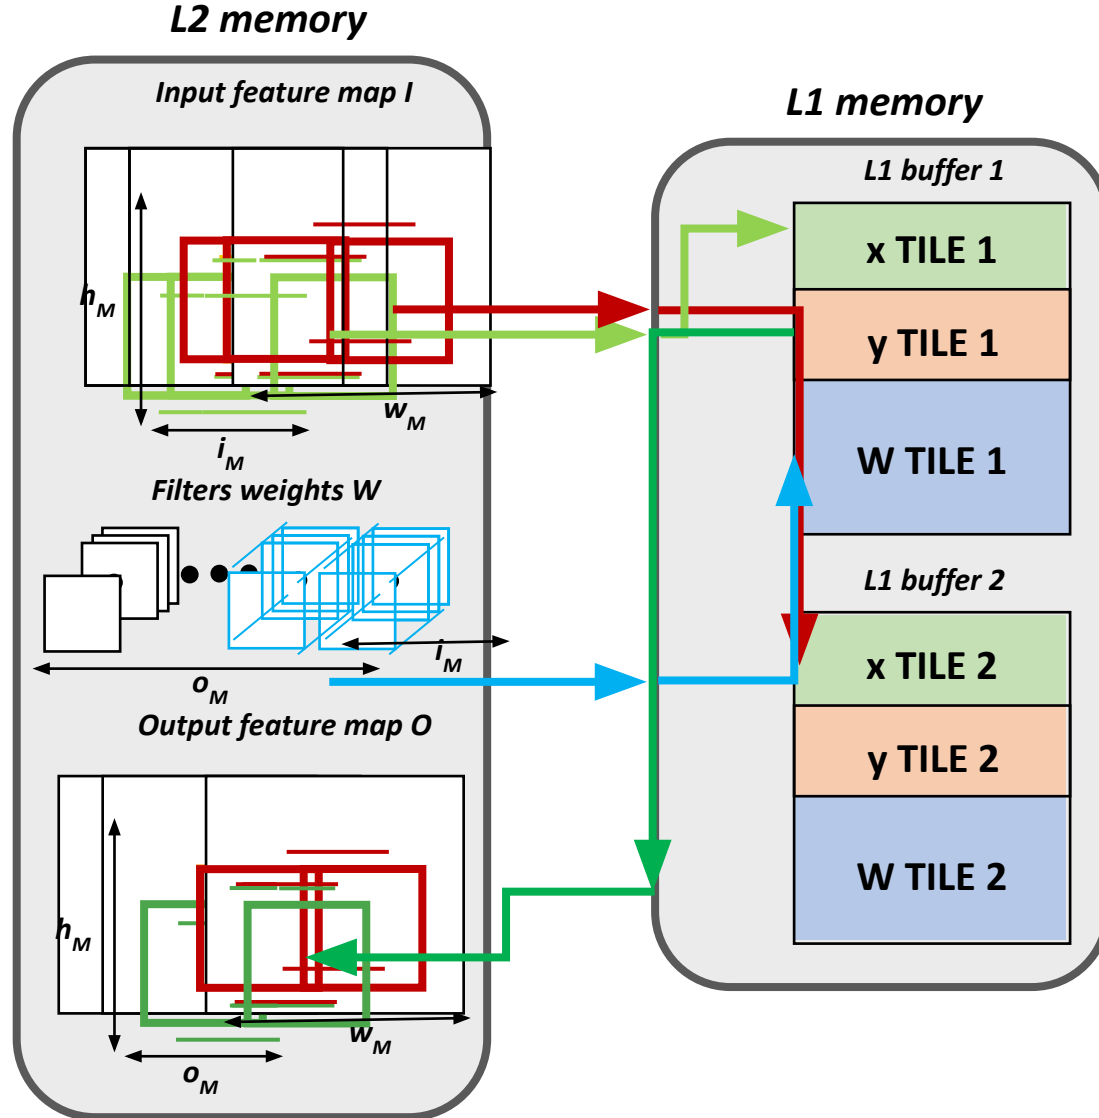 L2 memory
Input feature map I
h_M
w_M
i_M
Filters weights W
i_M
o_M
Output feature map O
h_M
w_M
o_M
L1 memory
L1 buffer 1
x TILE 1
y TILE 1
W TILE 1
L1 buffer 2
x TILE 2
y TILE 2
W TILE 2